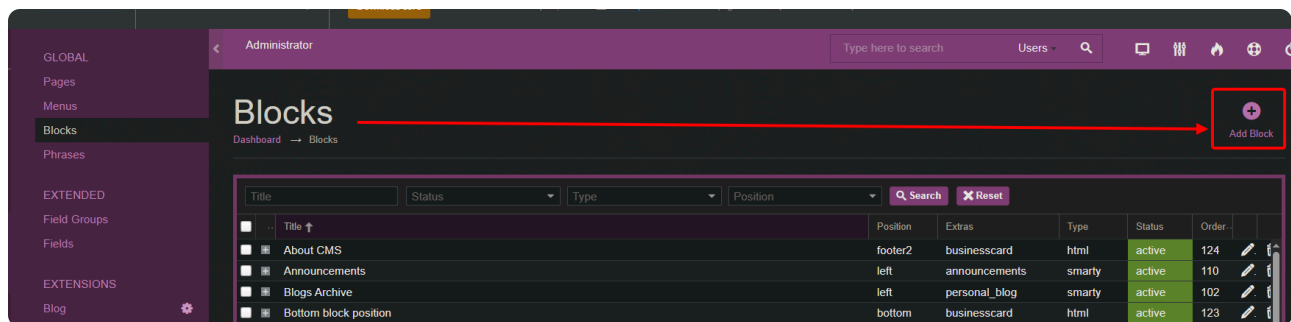 Administrator
Type here to search Users
GLOBAL
Pages
Menus
Blocks
Phrases
EXTENDED
Field Groups
Fields
EXTENSIONS
Blog
Blocks
Dashboard → Blocks
Add Block
Title Status Type Position Search Reset
Title Position Extras Type Status Order
About CMS footer2 businesscard html active 124
Announcements left announcements smarty active 110
Blogs Archive left personal_blog smarty active 102
Bottom block position bottom businesscard html active 123